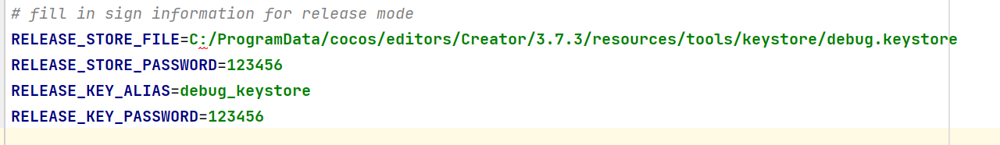 # fill in sign information for release mode
RELEASE_STORE_FILE=C:/ProgramData/cocos/editors/Creator/3.7.3/resources/tools/keystore/debug.keystore
RELEASE_STORE_PASSWORD=123456
RELEASE_KEY_ALIAS=debug_keystore
RELEASE_KEY_PASSWORD=123456